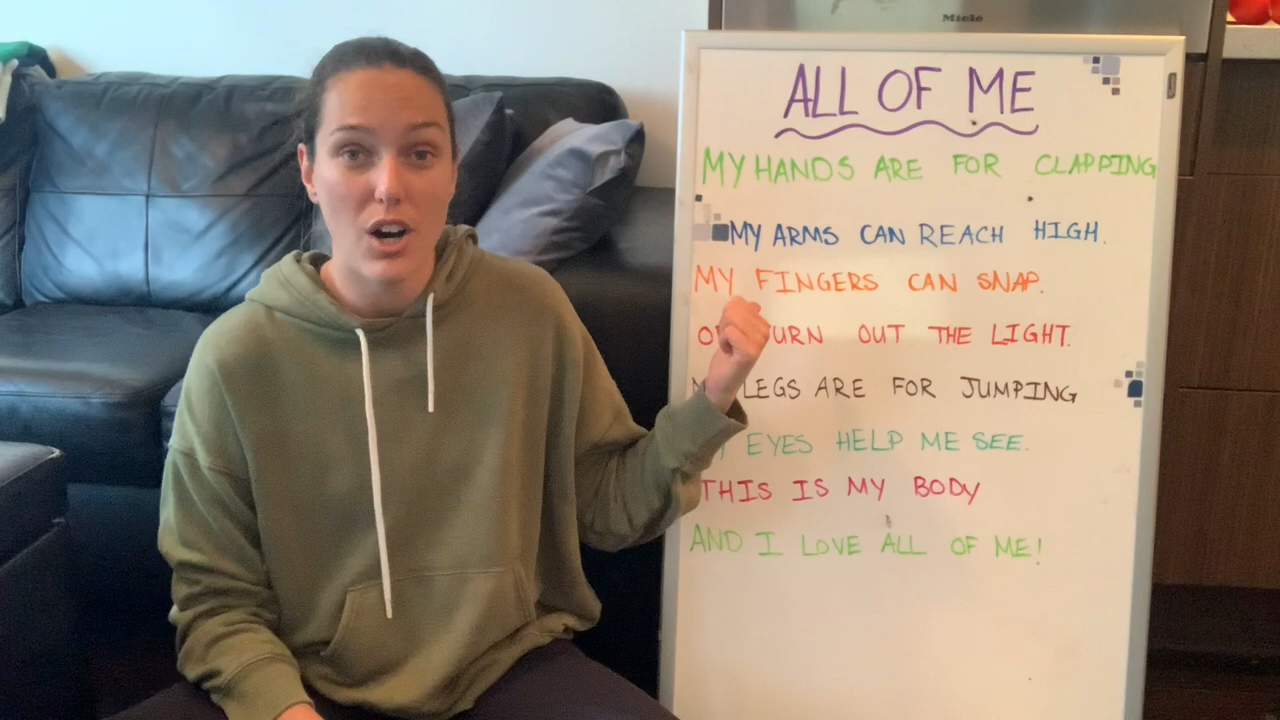 Miele
ALL OF ME
MY HANDS ARE FOR CLAPPING
MY ARMS CAN REACH HIGH.
MY FINGERS CAN SNAP.
THE LIGHT.
OUT
LEGS ARE FOR JUMPING
EYES HELP ME SEE.
THIS IS MY BODY
AND I LOVE ALL OF ME!